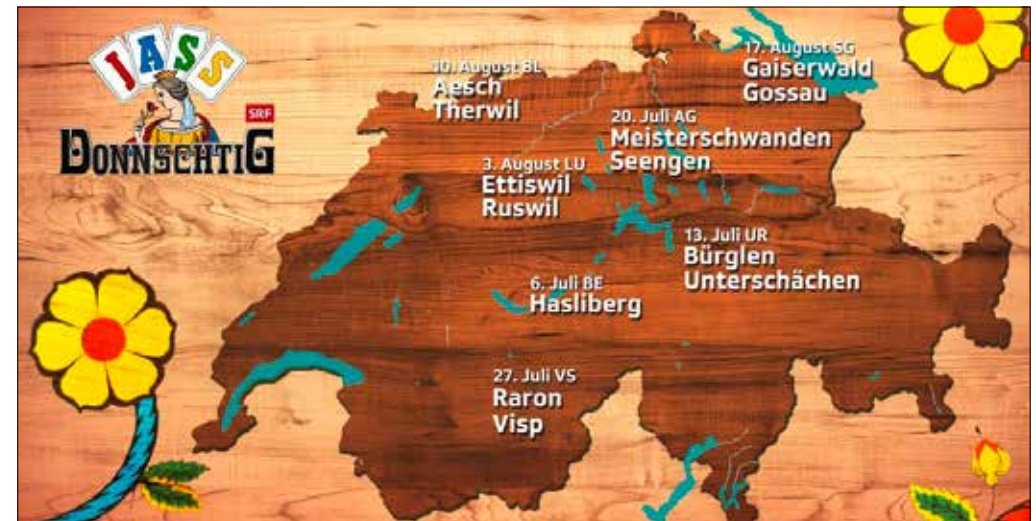 JASS
SRF
DONNSCHTIG
10. August BL
Aesch
Therwil
17. August SG
Gaiserwald
Gossau
20. Juli AG
Meisterschwanden
Seengen
3. August LU
Ettiswil
Ruswil
13. Juli UR
Bürglen
Unterschächen
6. Juli BE
Hasliberg
27. Juli VS
Raron
Visp